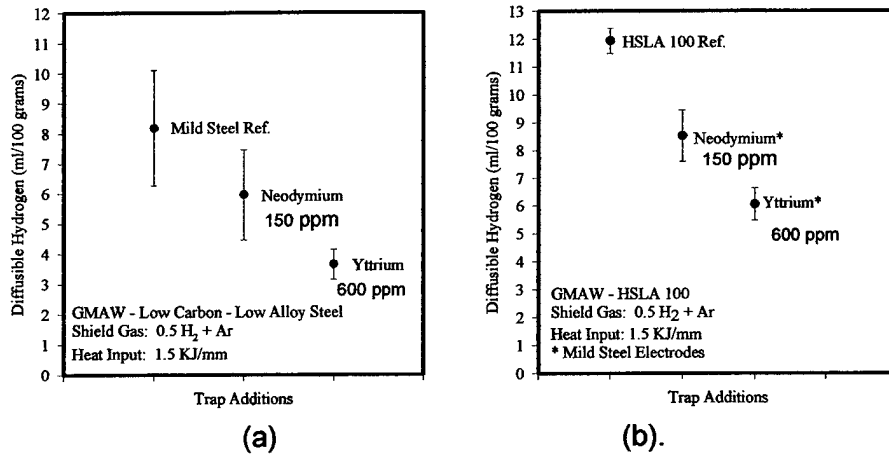 12
11
10
9
8
7
6
5
4
3
2
1
0
Diffusible Hydrogen (ml/100 grams)
Mild Steel Ref.
Neodymium
150 ppm
Yttrium
600 ppm
GMAW - Low Carbon - Low Alloy Steel
Shield Gas: 0.5 H2 + Ar
Heat Input: 1.5 KJ/mm
Trap Additions
(a)
13
12
11
10
9
8
7
6
5
4
3
2
1
0
Diffusible Hydrogen (ml/100 grams)
HSLA 100 Ref.
Neodymium*
150 ppm
Yttrium*
600 ppm
GMAW - HSLA 100
Shield Gas: 0.5 H2 + Ar
Heat Input: 1.5 KJ/mm
* Mild Steel Electrodes
Trap Additions
(b).